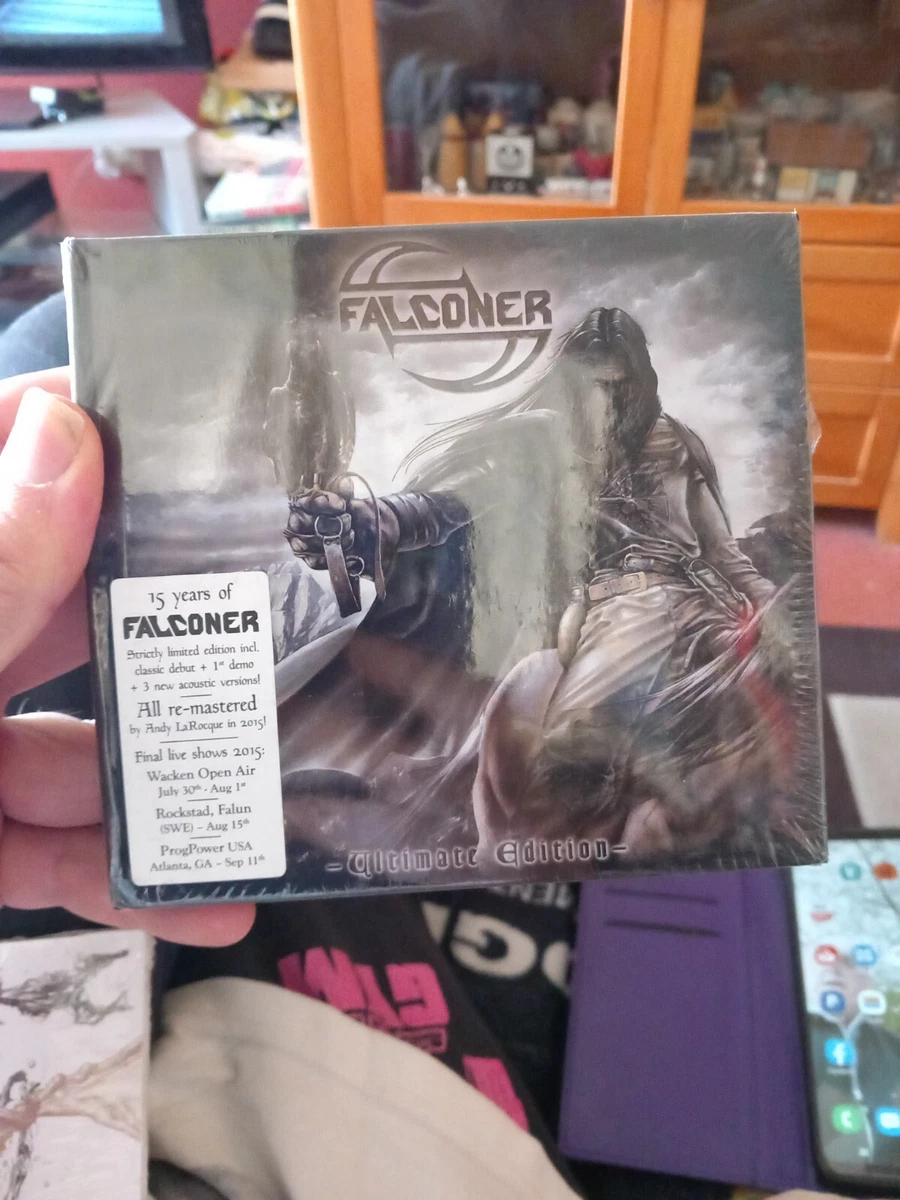 FALCONER
15 years of
FALCONER
Strictly limited edition incl.
classic debut + 1st demo
+ 3 new acoustic versions!
All re-mastered
by Andy LaRocque in 2015!
Final live shows 2015:
Wacken Open Air
July 30th - Aug 1st
Rockstad, Falun
(SWE) – Aug 15th
ProgPower USA
Atlanta, GA – Sep 11th
-Ultimate Edition-